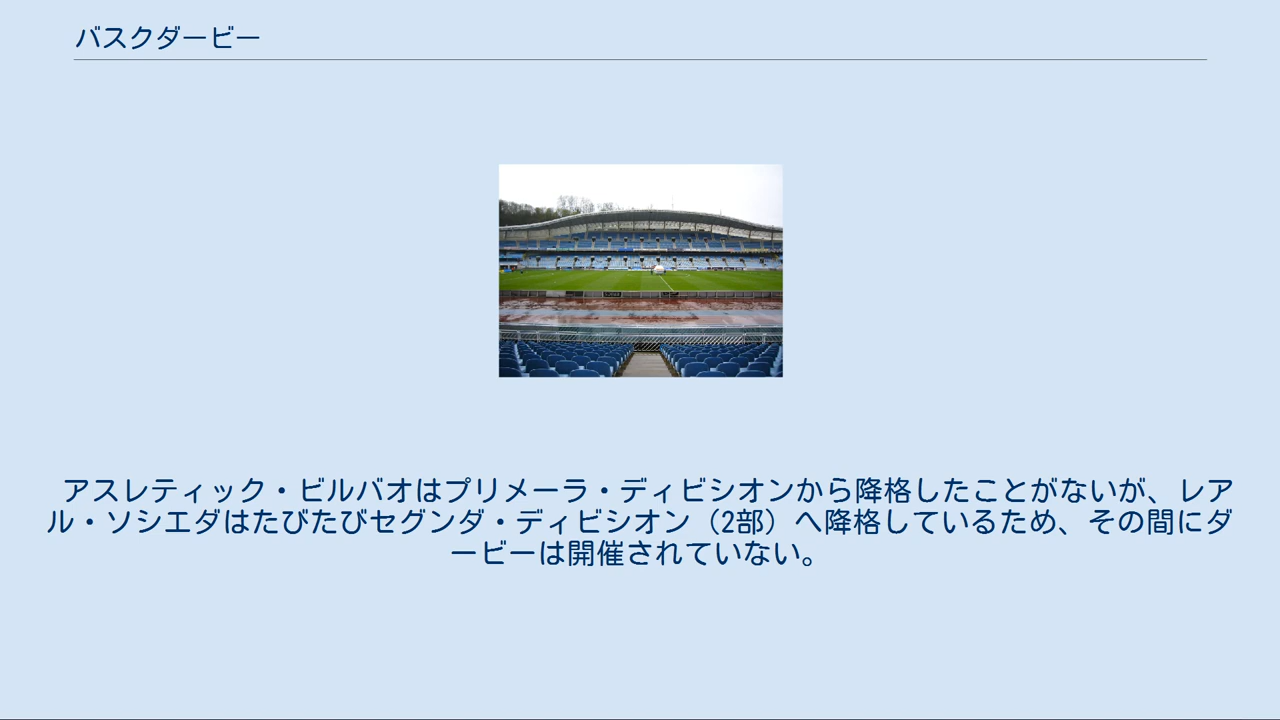 バスクダービー
アスレティック・ビルバオはプリメーラ・ディビシオンから降格したことがないが、レア
ル・ソシエダはたびたびセグンダ・ディビシオン（2部）へ降格しているため、その間にダ
ービーは開催されていない。